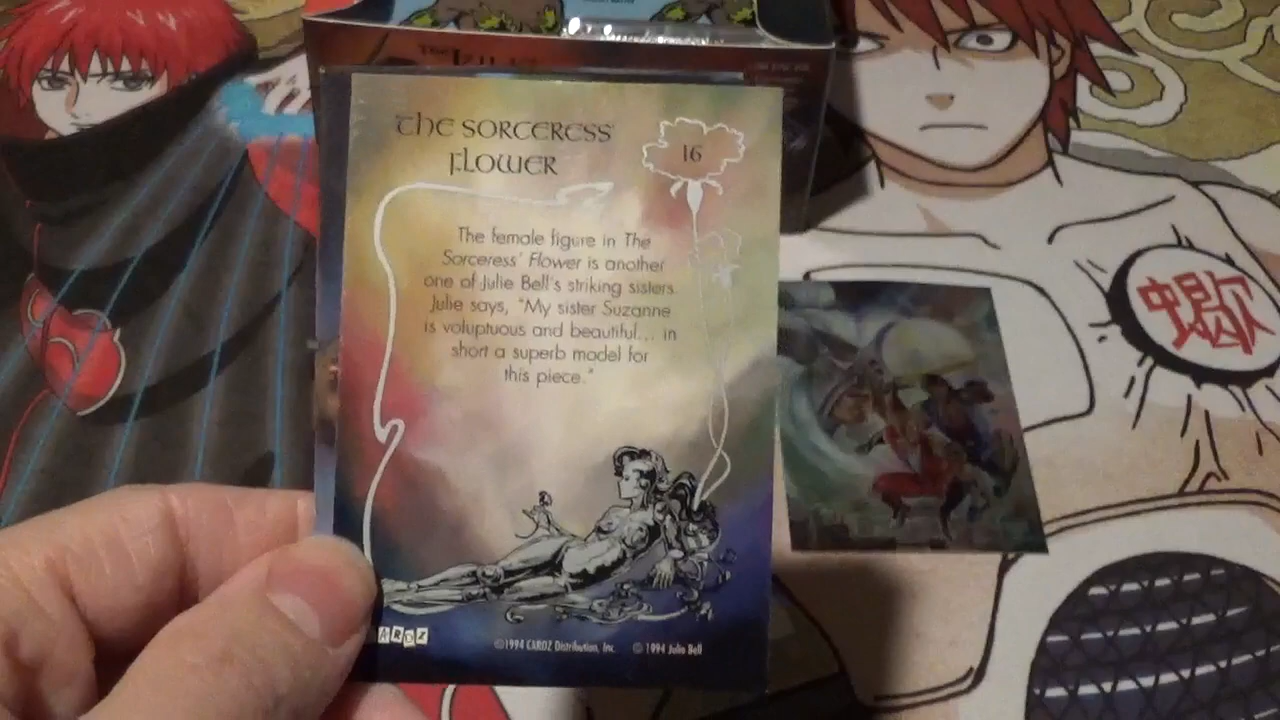 The
THE SORCERESS'
FLOWER
16
The female figure in The
Sorceress' Flower is another
one of Julie Bell's striking sisters.
Julie says, "My sister Suzanne
is voluptuous and beautiful... in
short a superb model for
this piece."
CARDZ
©1994 CARDZ Distribution, Inc. © 1994 Julie Bell
蝎